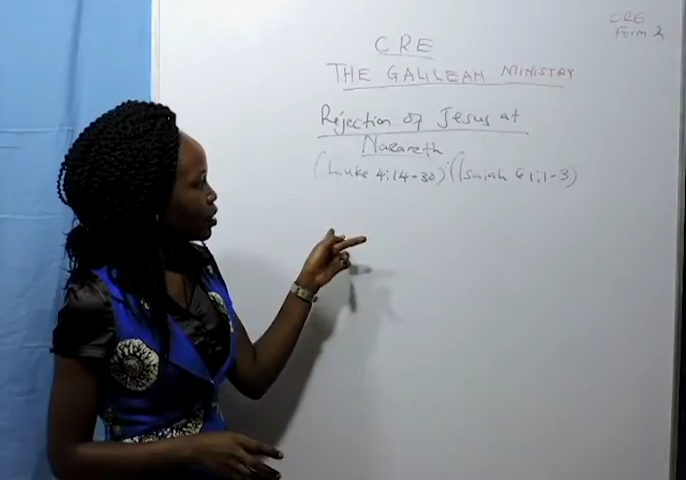 CRE
Form 2
CRE
THE GALILEAN MINISTRY
Rejection of Jesus at
Nazareth
(Luke 4:14-30) (Isaiah 61:1-3)